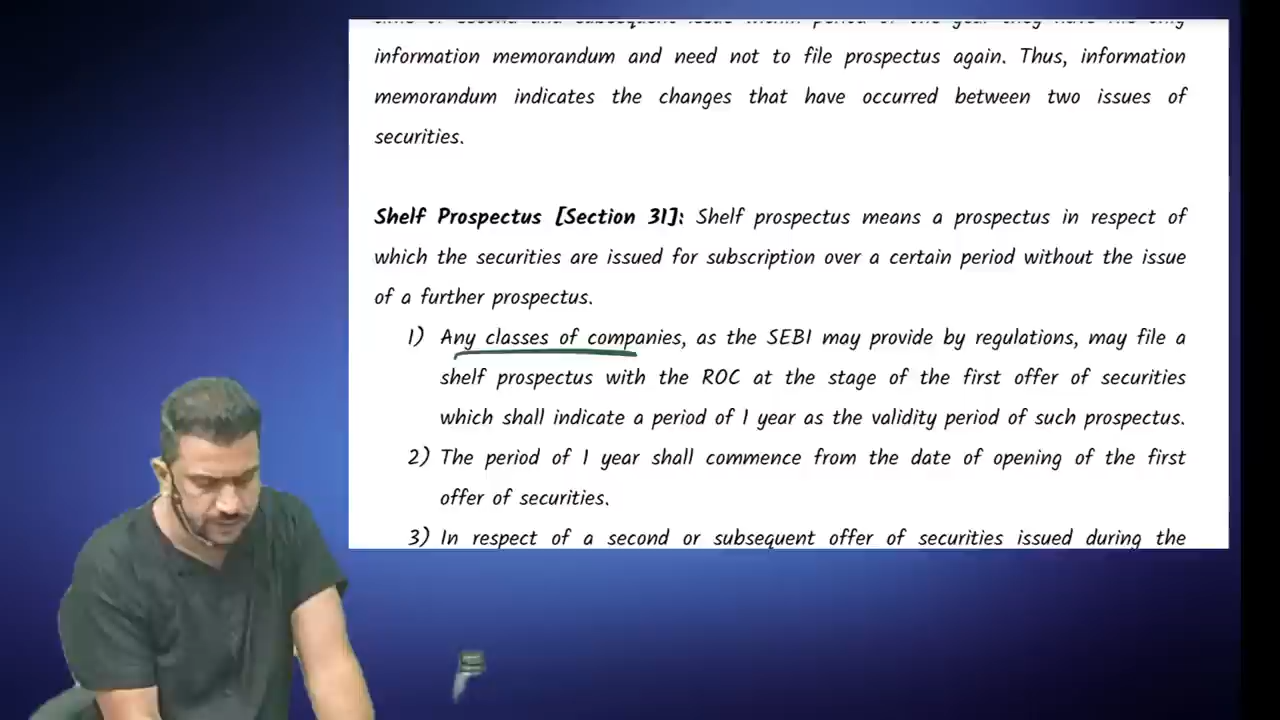 information memorandum and need not to file prospectus again. Thus, information
memorandum indicates the changes that have occurred between two issues of
securities.
Shelf Prospectus [Section 31]: Shelf prospectus means a prospectus in respect of
which the securities are issued for subscription over a certain period without the issue
of a further prospectus.
1) Any classes of companies, as the SEBI may provide by regulations, may file a
shelf prospectus with the ROC at the stage of the first offer of securities
which shall indicate a period of 1 year as the validity period of such prospectus.
2) The period of 1 year shall commence from the date of opening of the first
offer of securities.
3) In respect of a second or subsequent offer of securities issued during the